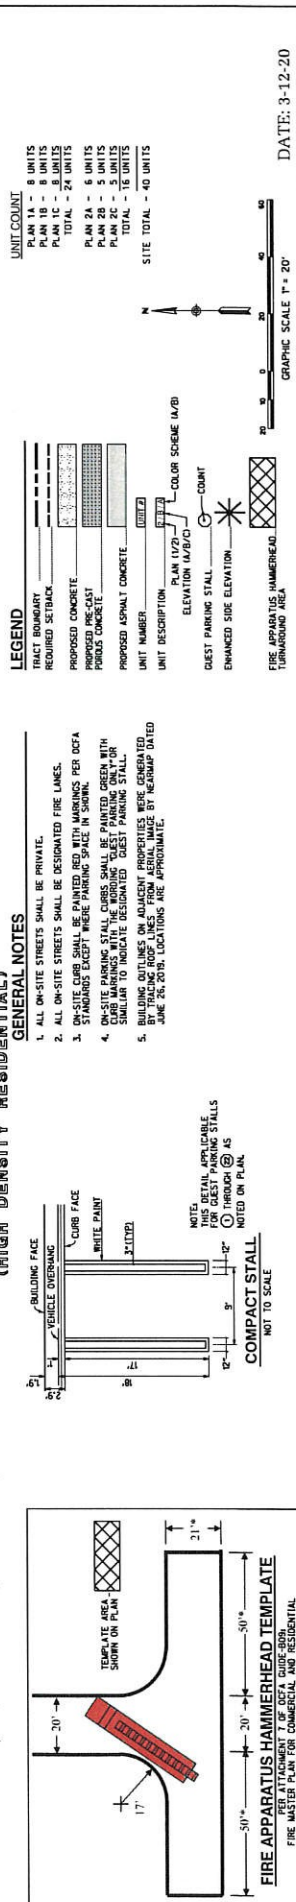 (HIGH DENSITY RESIDENTIAL)
20'
17'
TEMPLATE AREA
SHOWN ON PLAN
21'*
50'*
20'
50'*
FIRE APPARATUS HAMMERHEAD TEMPLATE
PER ATTACHMENT 7 OF OCFA GUIDE-B09:
FIRE MASTER PLAN FOR COMMERCIAL AND RESIDENTIAL
BUILDING FACE
VEHICLE OVERHANG
CURB FACE
WHITE PAINT
3"(TYP)
1.9'
2.9'
1'
18'
17'
12"
9'
12"
NOTE:
THIS DETAIL APPLICABLE
FOR GUEST PARKING STALLS
1 THROUGH 22 AS
NOTED ON PLAN.
COMPACT STALL
NOT TO SCALE
GENERAL NOTES
1. ALL ON-SITE STREETS SHALL BE PRIVATE.
2. ALL ON-SITE STREETS SHALL BE DESIGNATED FIRE LANES.
3. ON-SITE CURB SHALL BE PAINTED RED WITH MARKINGS PER OCFA
STANDARDS EXCEPT WHERE PARKING SPACE IN SHOWN.
4. ON-SITE PARKING STALL CURBS SHALL BE PAINTED GREEN WITH
CURB MARKINGS WITH THE WORDING "GUEST PARKING ONLY" OR
SIMILIAR TO INDICATE DESIGNATED GUEST PARKING STALL.
5. BUILDING OUTLINES ON ADJACENT PROPERTIES WERE GENERATED
BY TRACING ROOF LINES FROM AERIAL IMAGE BY NEARMAP DATED
JUNE 26, 2019. LOCATIONS ARE APPROXIMATE.
LEGEND
TRACT BOUNDARY
REQUIRED SETBACK
PROPOSED CONCRETE
PROPOSED PRE-CAST
POROUS CONCRETE
PROPOSED ASPHALT CONCRETE
UNIT NUMBER
UNIT #
UNIT DESCRIPTION
2-B-A
COLOR SCHEME (A/B)
PLAN (1/2)
ELEVATION (A/B/C)
GUEST PARKING STALL
COUNT
ENHANCED SIDE ELEVATION
FIRE APPARATUS HAMMERHEAD
TURNAROUND AREA
UNIT COUNT
PLAN 1A - 8 UNITS
PLAN 1B - 8 UNITS
PLAN 1C - 8 UNITS
TOTAL - 24 UNITS
PLAN 2A - 6 UNITS
PLAN 2B - 5 UNITS
PLAN 2C - 5 UNITS
TOTAL - 16 UNITS
SITE TOTAL - 40 UNITS
N
20 0 20 40 60
GRAPHIC SCALE 1" = 20'
DATE: 3-12-20